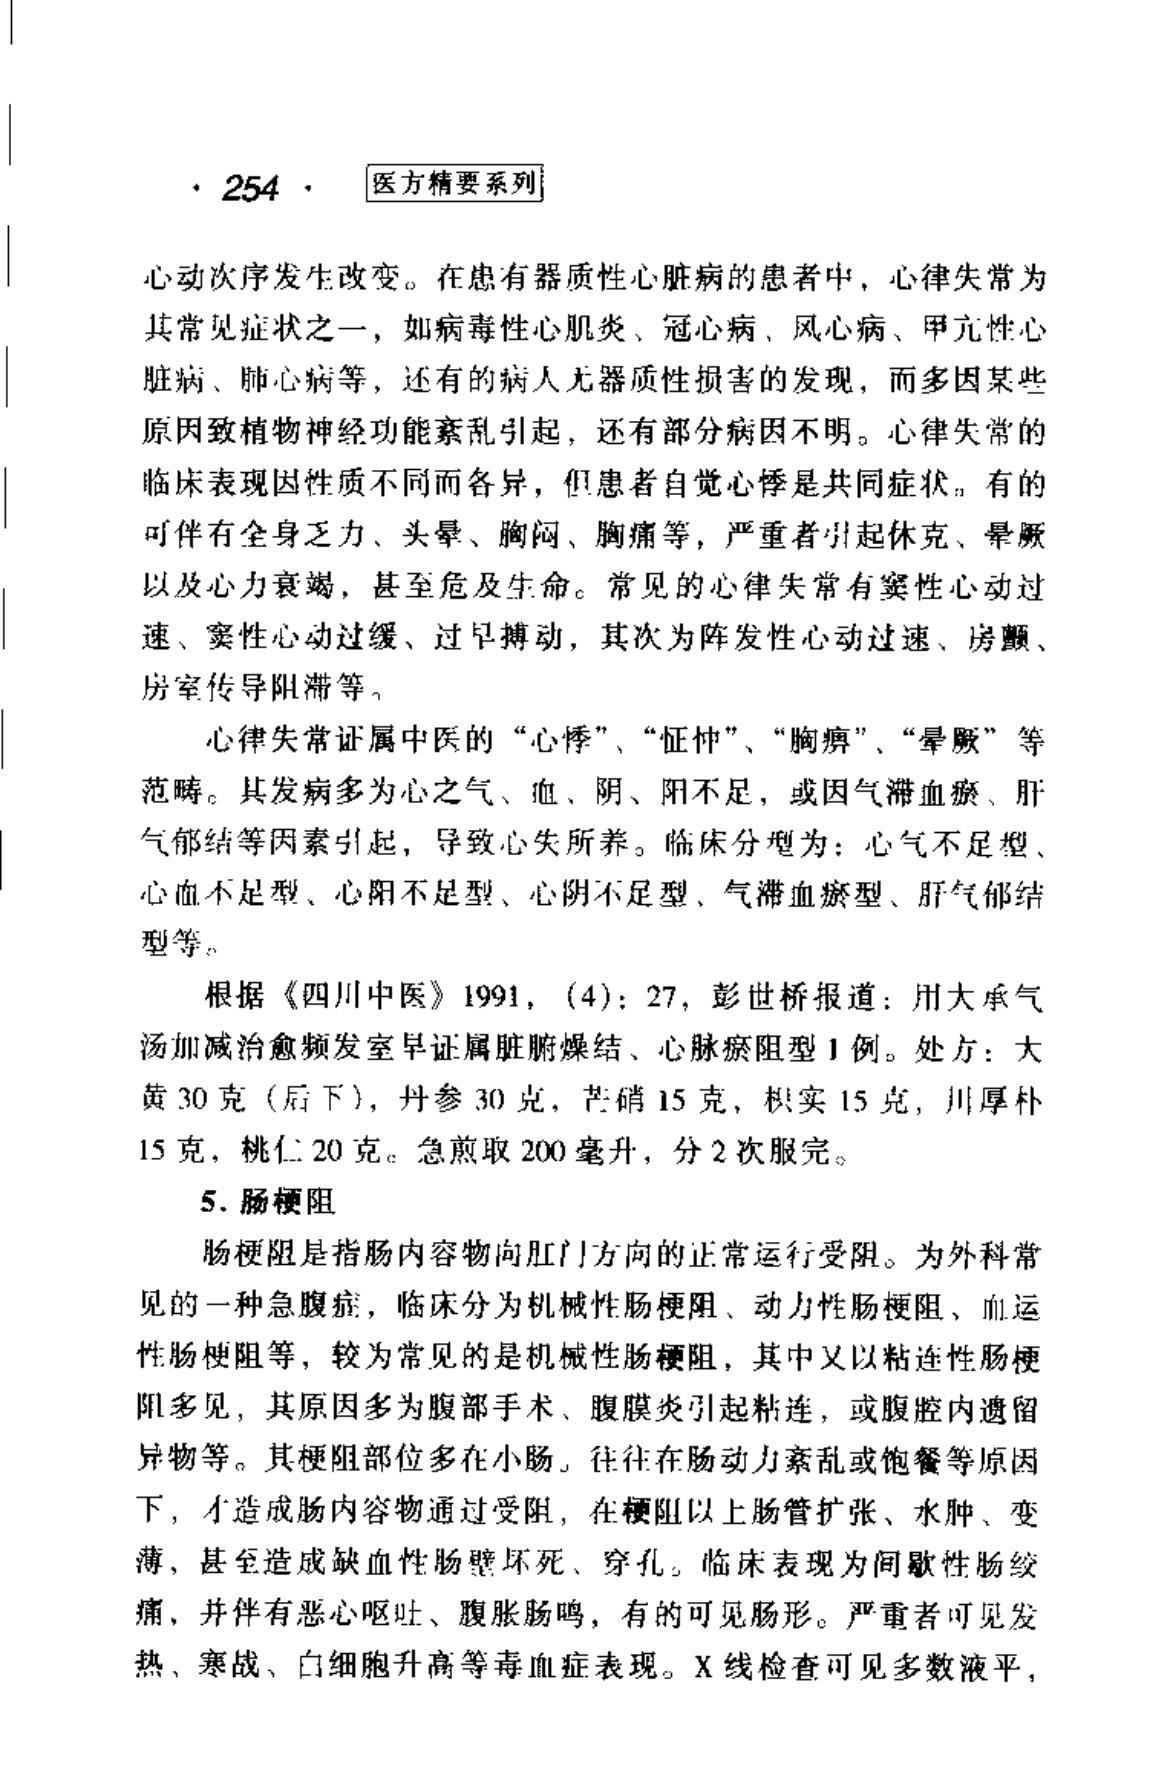 · 254 · 医方精要系列
心动次序发生改变。在患有器质性心脏病的患者中，心律失常为
其常见症状之一，如病毒性心肌炎、冠心病、风心病、甲亢性心
脏病、肺心病等，还有的病人无器质性损害的发现，而多因某些
原因致植物神经功能紊乱引起，还有部分病因不明。心律失常的
临床表现因性质不同而各异，但患者自觉心悸是共同症状。有的
可伴有全身乏力、头晕、胸闷、胸痛等，严重者引起休克、晕厥
以及心力衰竭，甚至危及生命。常见的心律失常有窦性心动过
速、窦性心动过缓、过早搏动，其次为阵发性心动过速、房颤、
房室传导阻滞等。
心律失常证属中医的“心悸”、“怔忡”、“胸痹”、“晕厥”等
范畴。其发病多为心之气、血、阴、阳不足，或因气滞血瘀、肝
气郁结等因素引起，导致心失所养。临床分型为：心气不足型、
心血不足型、心阳不足型、心阴不足型、气滞血瘀型、肝气郁结
型等。
根据《四川中医》1991，（4）：27，彭世桥报道：用大承气
汤加减治愈频发室早证属脏腑燥结、心脉瘀阻型1例。处方：大
黄30克（后下），丹参30克，芒硝15克，枳实15克，川厚朴
15克，桃仁20克。急煎取200毫升，分2次服完。
5. 肠梗阻
肠梗阻是指肠内容物向肛门方向的正常运行受阻。为外科常
见的一种急腹症，临床分为机械性肠梗阻、动力性肠梗阻、血运
性肠梗阻等，较为常见的是机械性肠梗阻，其中又以粘连性肠梗
阻多见，其原因多为腹部手术、腹膜炎引起粘连，或腹腔内遗留
异物等。其梗阻部位多在小肠。往往在肠动力紊乱或饱餐等原因
下，才造成肠内容物通过受阻，在梗阻以上肠管扩张、水肿、变
薄，甚至造成缺血性肠壁坏死、穿孔。临床表现为间歇性肠绞
痛，并伴有恶心呕吐、腹胀肠鸣，有的可见肠形。严重者可见发
热、寒战、白细胞升高等毒血症表现。X线检查可见多数液平，